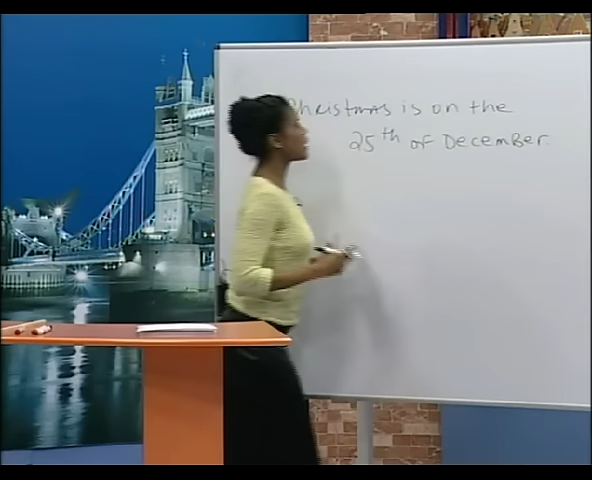 Christmas is on the
25th of December.